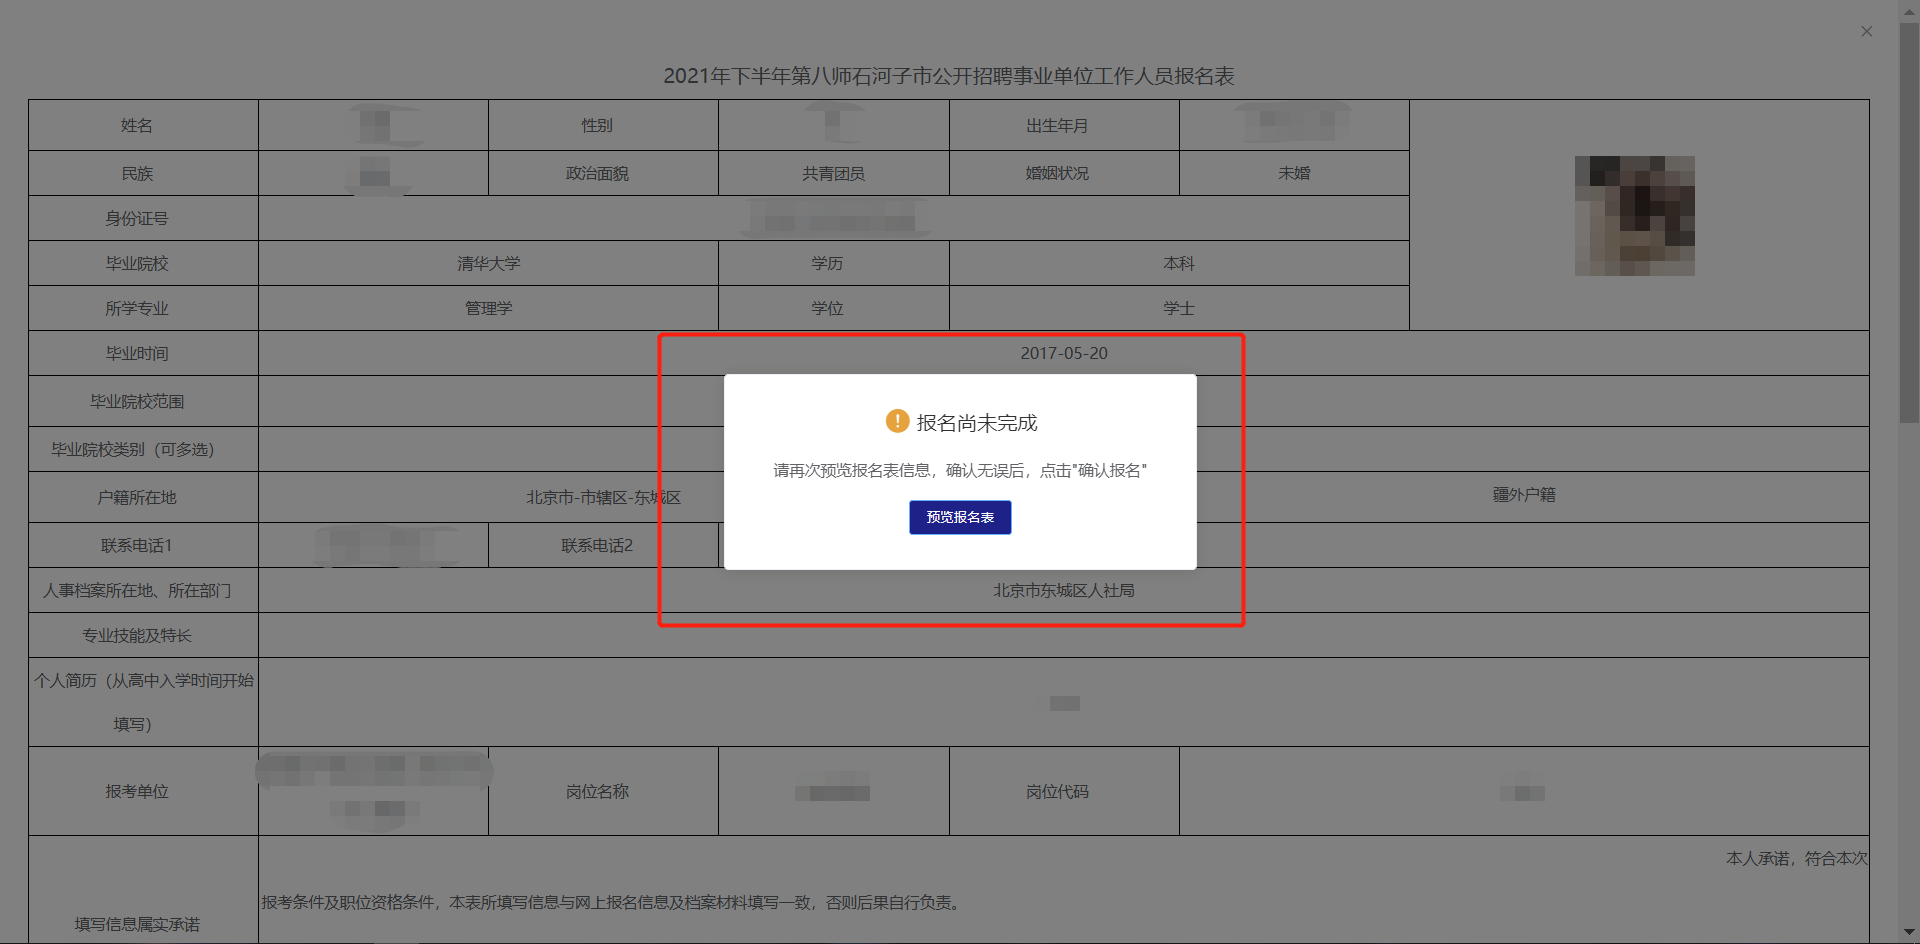 2021年下半年第八师石河子市公开招聘事业单位工作人员报名表
姓名 性别 出生年月
民族 政治面貌 共青团员 婚姻状况 未婚
身份证号
毕业院校 清华大学 学历 本科
所学专业 管理学 学位 学士
毕业时间 2017-05-20
毕业院校范围
毕业院校类别（可多选）
户籍所在地 北京市-市辖区-东城区 疆外户籍
联系电话1 联系电话2
人事档案所在地、所在部门 北京市东城区人社局
专业技能及特长
个人简历（从高中入学时间开始
填写）
报考单位 岗位名称 岗位代码
填写信息属实承诺
本人承诺，符合本次
报考条件及职位资格条件，本表所填写信息与网上报名信息及档案材料填写一致，否则后果自行负责。
报名尚未完成
请再次预览报名表信息，确认无误后，点击"确认报名"
预览报名表